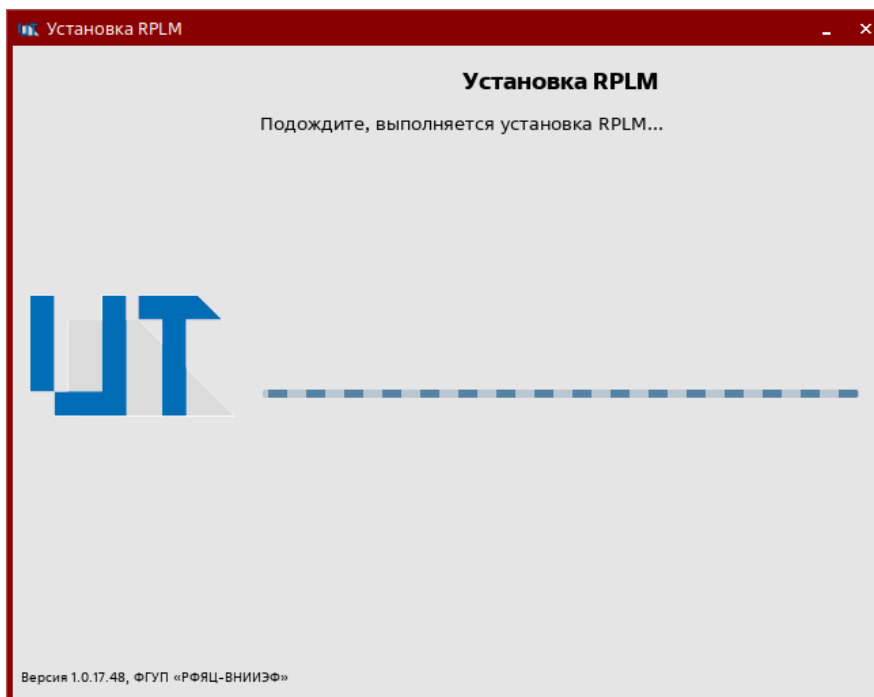 Установка RPLM
Установка RPLM
Подождите, выполняется установка RPLM...
Версия 1.0.17.48, ФГУП «РФЯЦ-ВНИИЭФ»